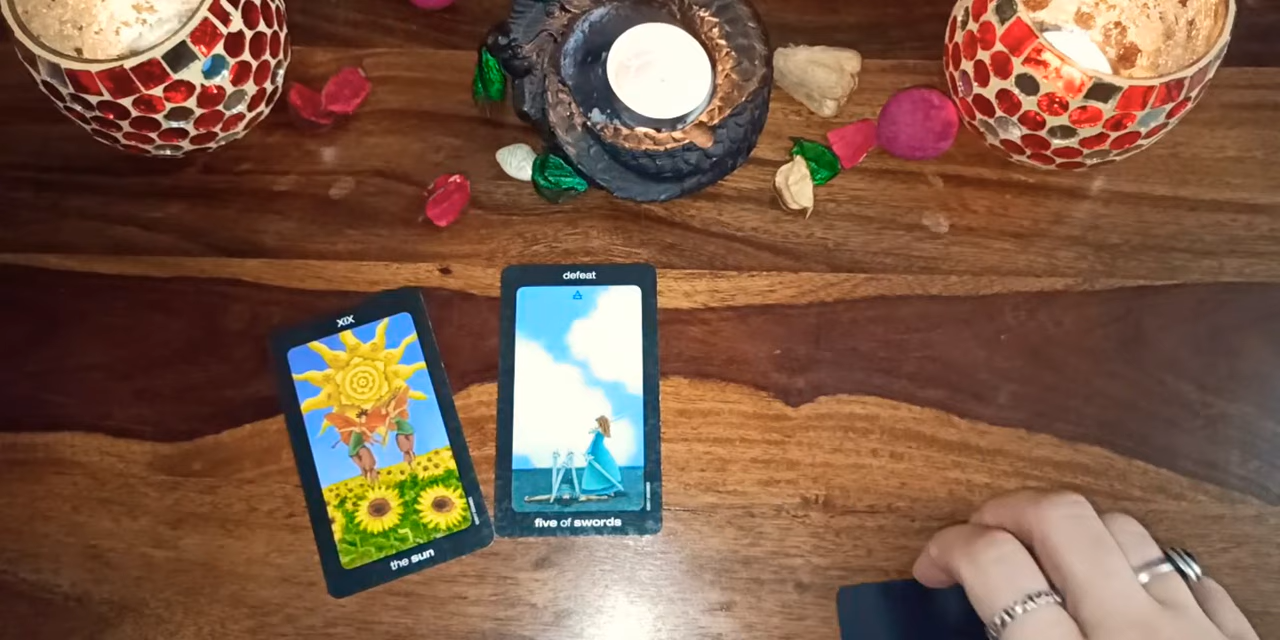 XIX
the sun
defeat
five of swords